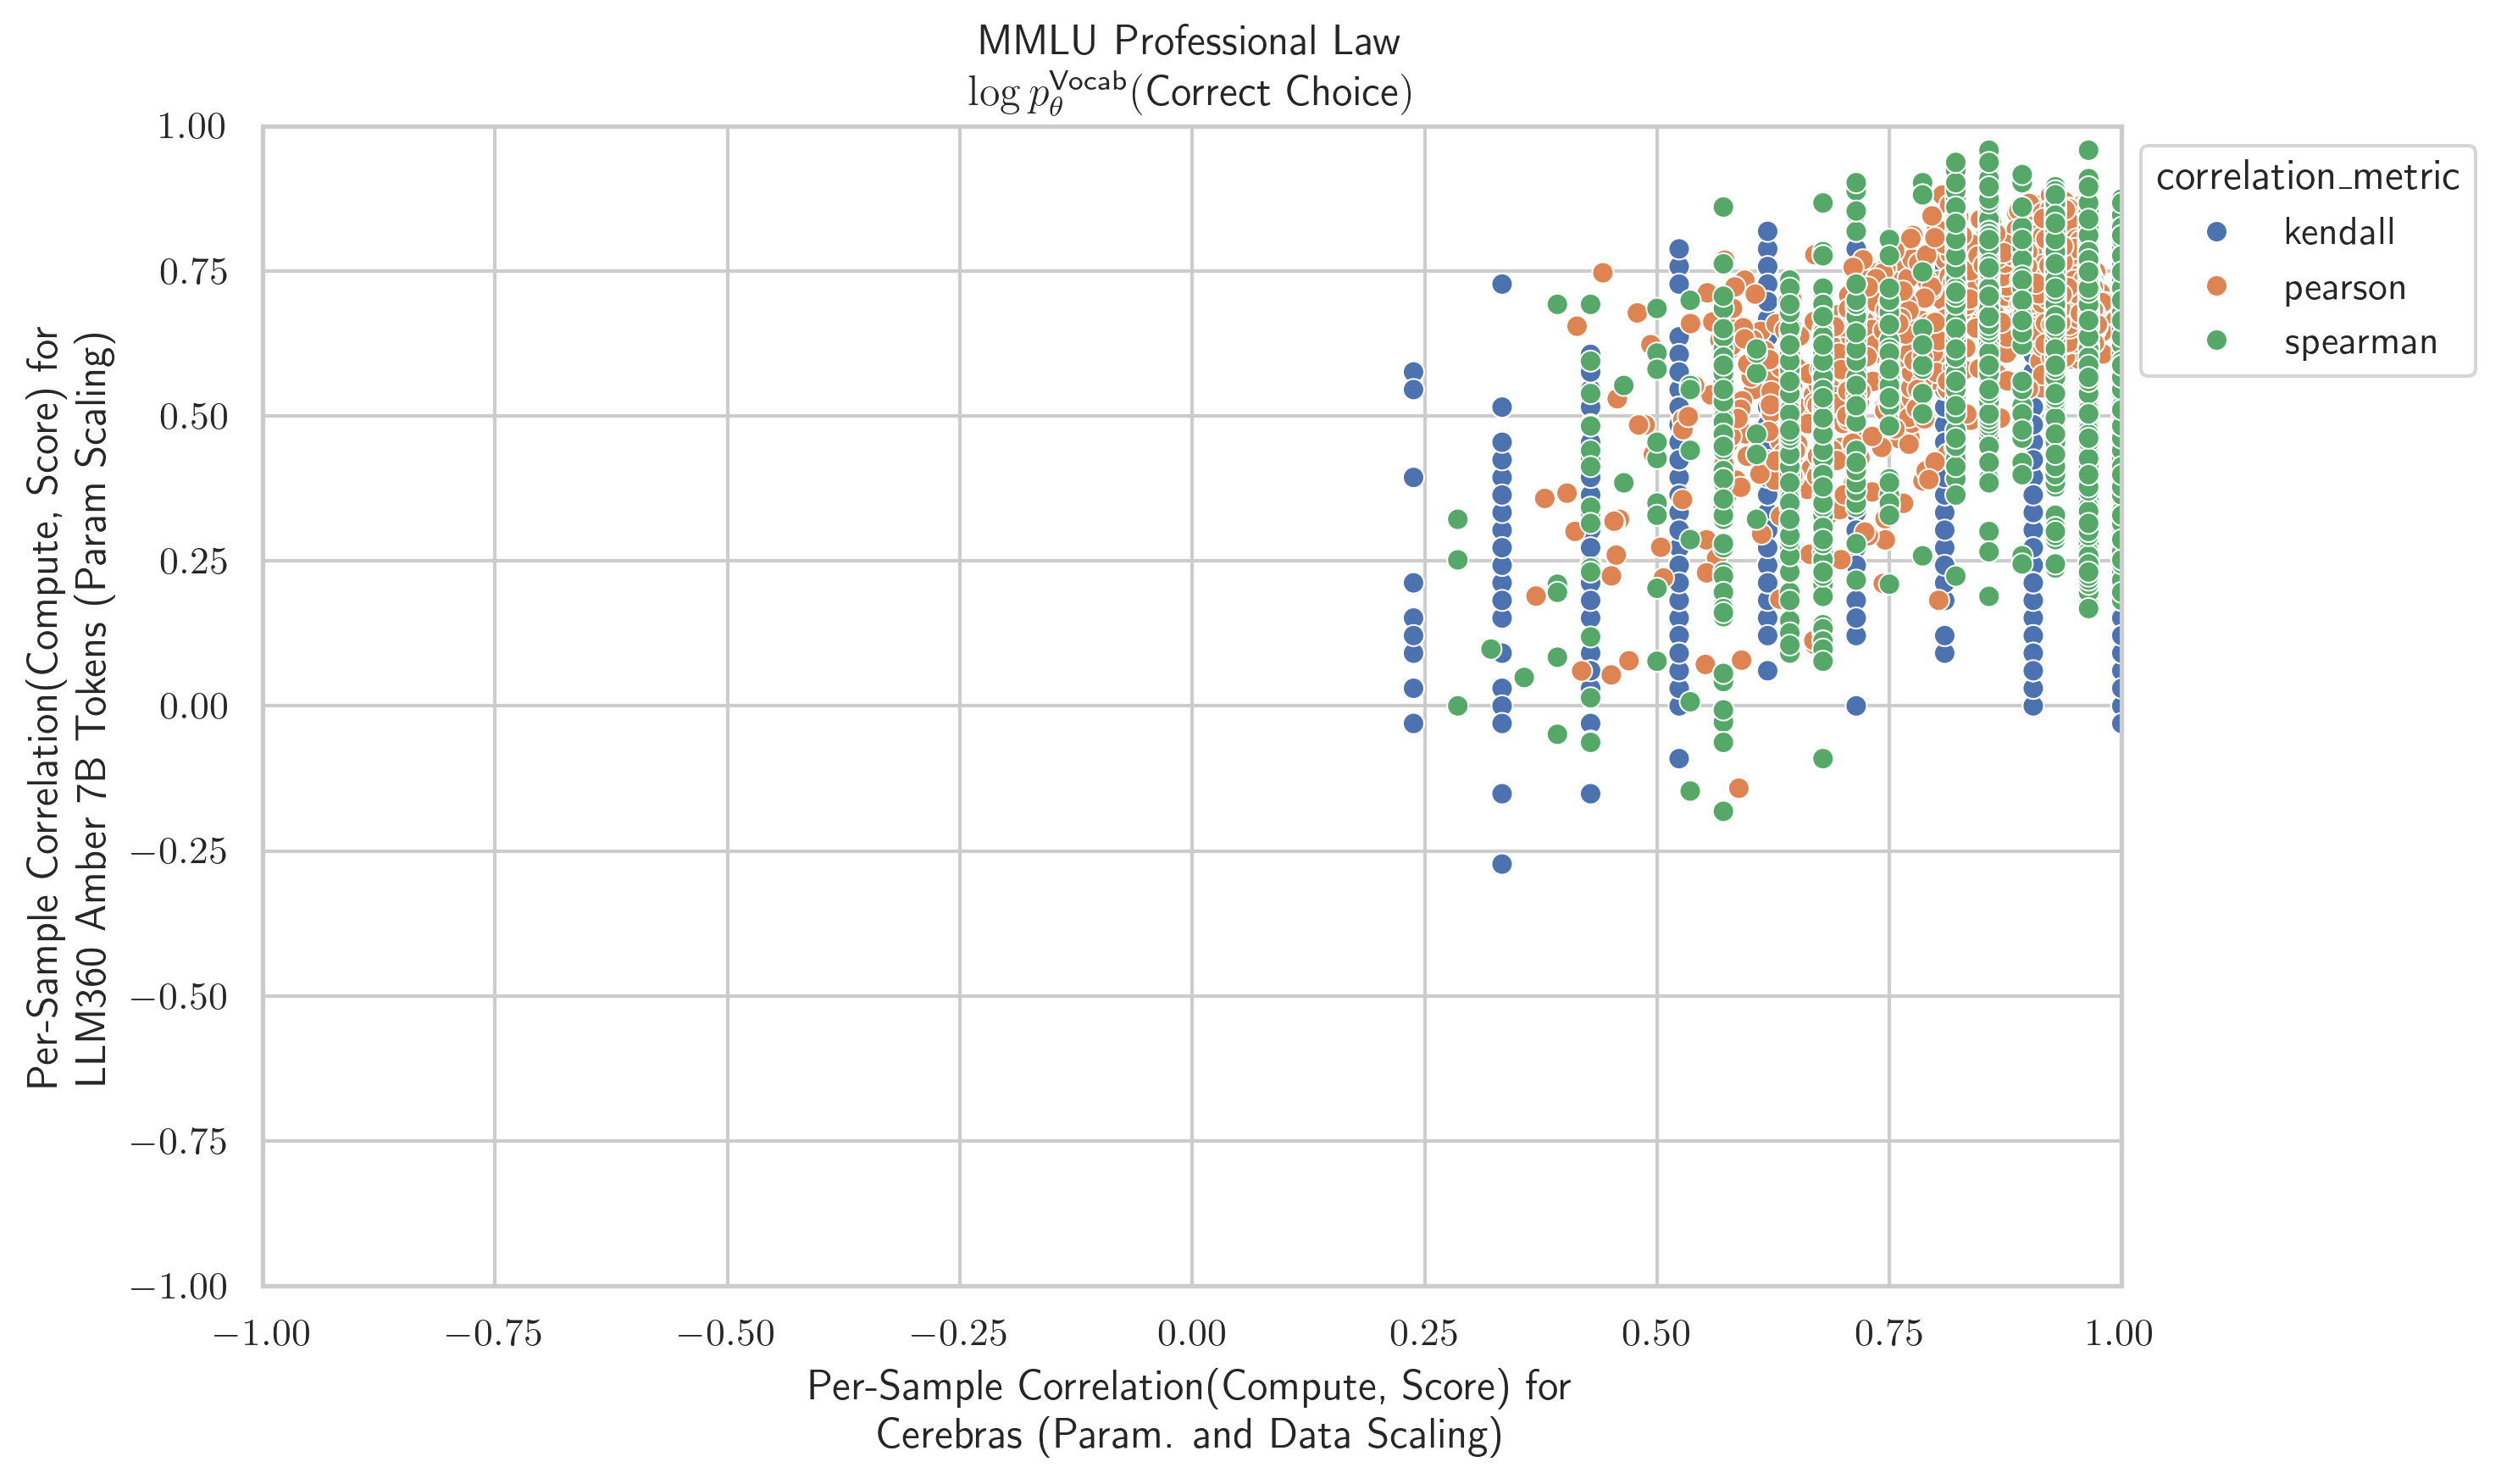 MMLU Professional Law
log p_θ^Vocab(Correct Choice)
Per-Sample Correlation(Compute, Score) for
LLM360 Amber 7B Tokens (Param Scaling)
1.00
0.75
0.50
0.25
0.00
−0.25
−0.50
−0.75
−1.00
−1.00 −0.75 −0.50 −0.25 0.00 0.25 0.50 0.75 1.00
Per-Sample Correlation(Compute, Score) for
Cerebras (Param. and Data Scaling)
correlation_metric
kendall
pearson
spearman